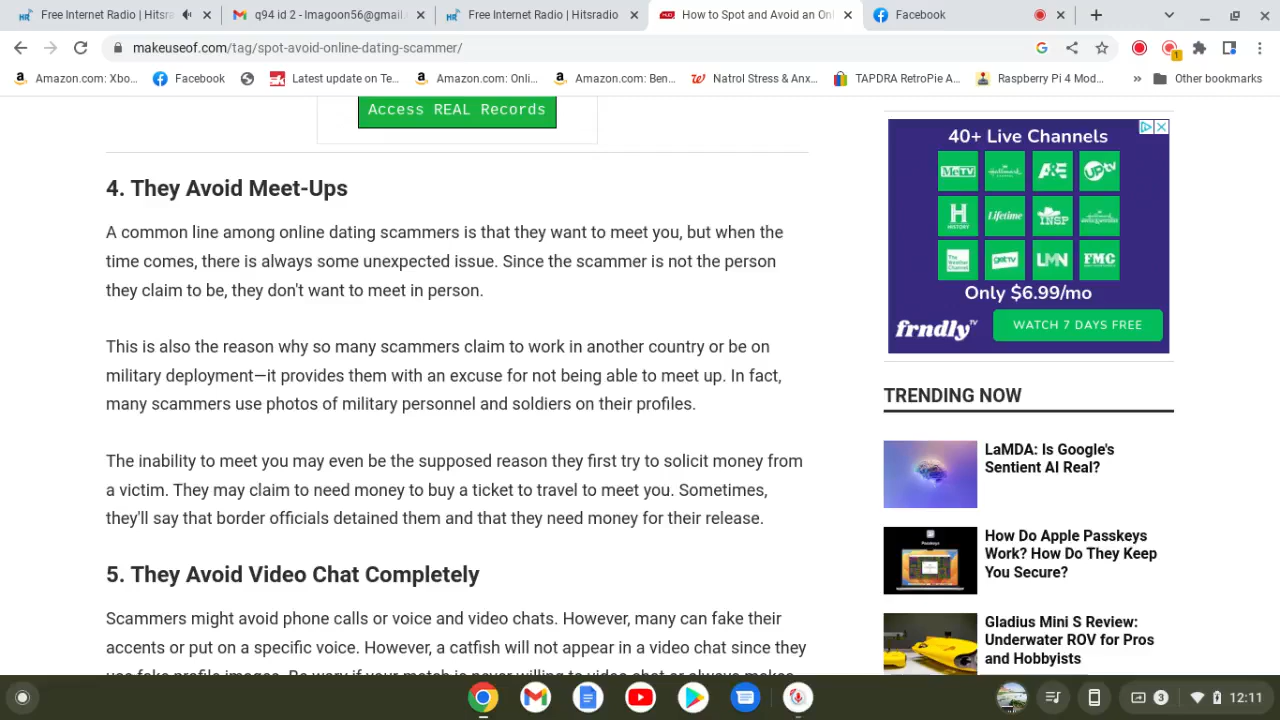 Free Internet Radio | Hitsra
q94 id 2 - Imagoon56@gmail.
Free Internet Radio | Hitsradio
How to Spot and Avoid an Onl
Facebook
makeuseof.com/tag/spot-avoid-online-dating-scammer/
Amazon.com: Xbo...
Facebook
Latest update on Te...
Amazon.com: Onli...
Amazon.com: Ben...
Natrol Stress & Anx...
TAPDRA RetroPie A...
Raspberry Pi 4 Mod...
»
Other bookmarks
Access REAL Records
4. They Avoid Meet-Ups
A common line among online dating scammers is that they want to meet you, but when the
time comes, there is always some unexpected issue. Since the scammer is not the person
they claim to be, they don't want to meet in person.
This is also the reason why so many scammers claim to work in another country or be on
military deployment—it provides them with an excuse for not being able to meet up. In fact,
many scammers use photos of military personnel and soldiers on their profiles.
The inability to meet you may even be the supposed reason they first try to solicit money from
a victim. They may claim to need money to buy a ticket to travel to meet you. Sometimes,
they'll say that border officials detained them and that they need money for their release.
5. They Avoid Video Chat Completely
Scammers might avoid phone calls or voice and video chats. However, many can fake their
accents or put on a specific voice. However, a catfish will not appear in a video chat since they
40+ Live Channels
MeTV
A&E
UPtv
H
HISTORY
Lifetime
INSP
The Weather Channel
getTV
LMN
FMC
Only $6.99/mo
frndly TV
WATCH 7 DAYS FREE
TRENDING NOW
LaMDA: Is Google's
Sentient AI Real?
How Do Apple Passkeys
Work? How Do They Keep
You Secure?
Gladius Mini S Review:
Underwater ROV for Pros
and Hobbyists
3
12:11